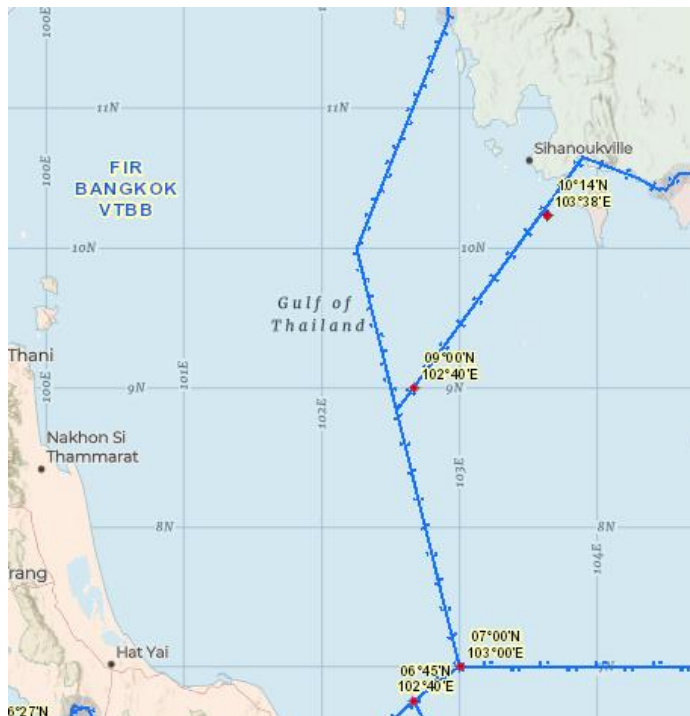 100E
11N
11N
Sihanoukville
100E
FIR
BANGKOK
VTBB
10°14'N
103°38'E
10N
10N
Gulf of
Thailand
Thani
100E
101E
102E
09°00'N
102°40'E
9N
9N
Nakhon Si
Thammarat
103E
8N
8N
104E
rang
07°00'N
103°00'E
Hat Yai
06°45'N
102°40'E
6°27'N